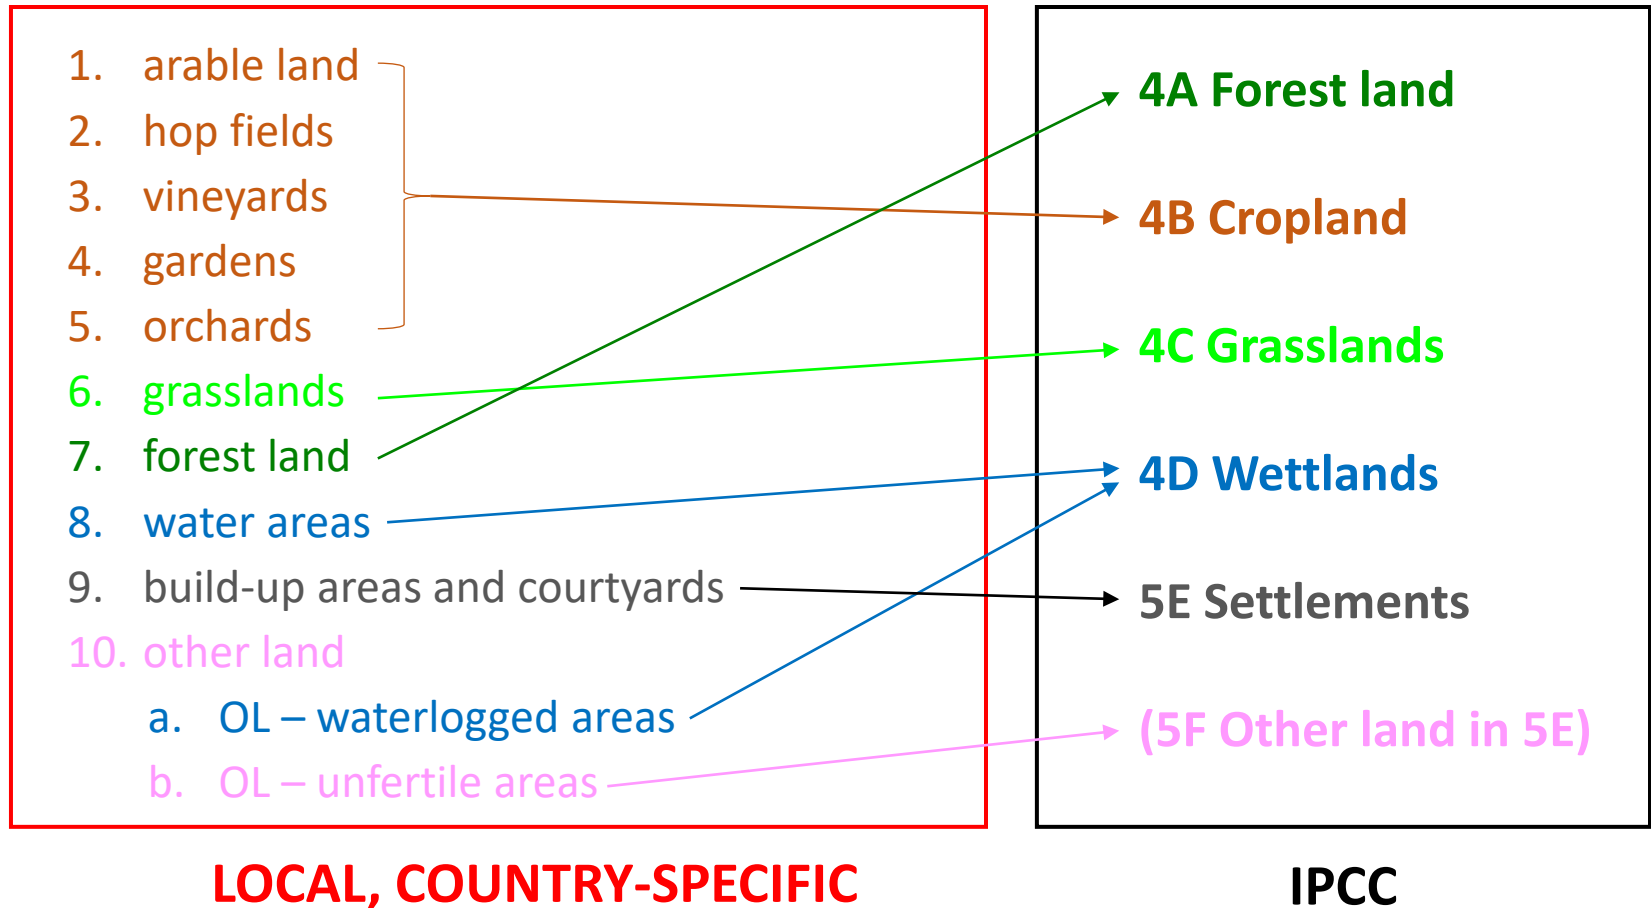 1. arable land
2. hop fields
3. vineyards
4. gardens
5. orchards
6. grasslands
7. forest land
8. water areas
9. build-up areas and courtyards
10. other land
a. OL – waterlogged areas
b. OL – unfertile areas
LOCAL, COUNTRY-SPECIFIC
4A Forest land
4B Cropland
4C Grasslands
4D Wettlands
5E Settlements
(5F Other land in 5E)
IPCC